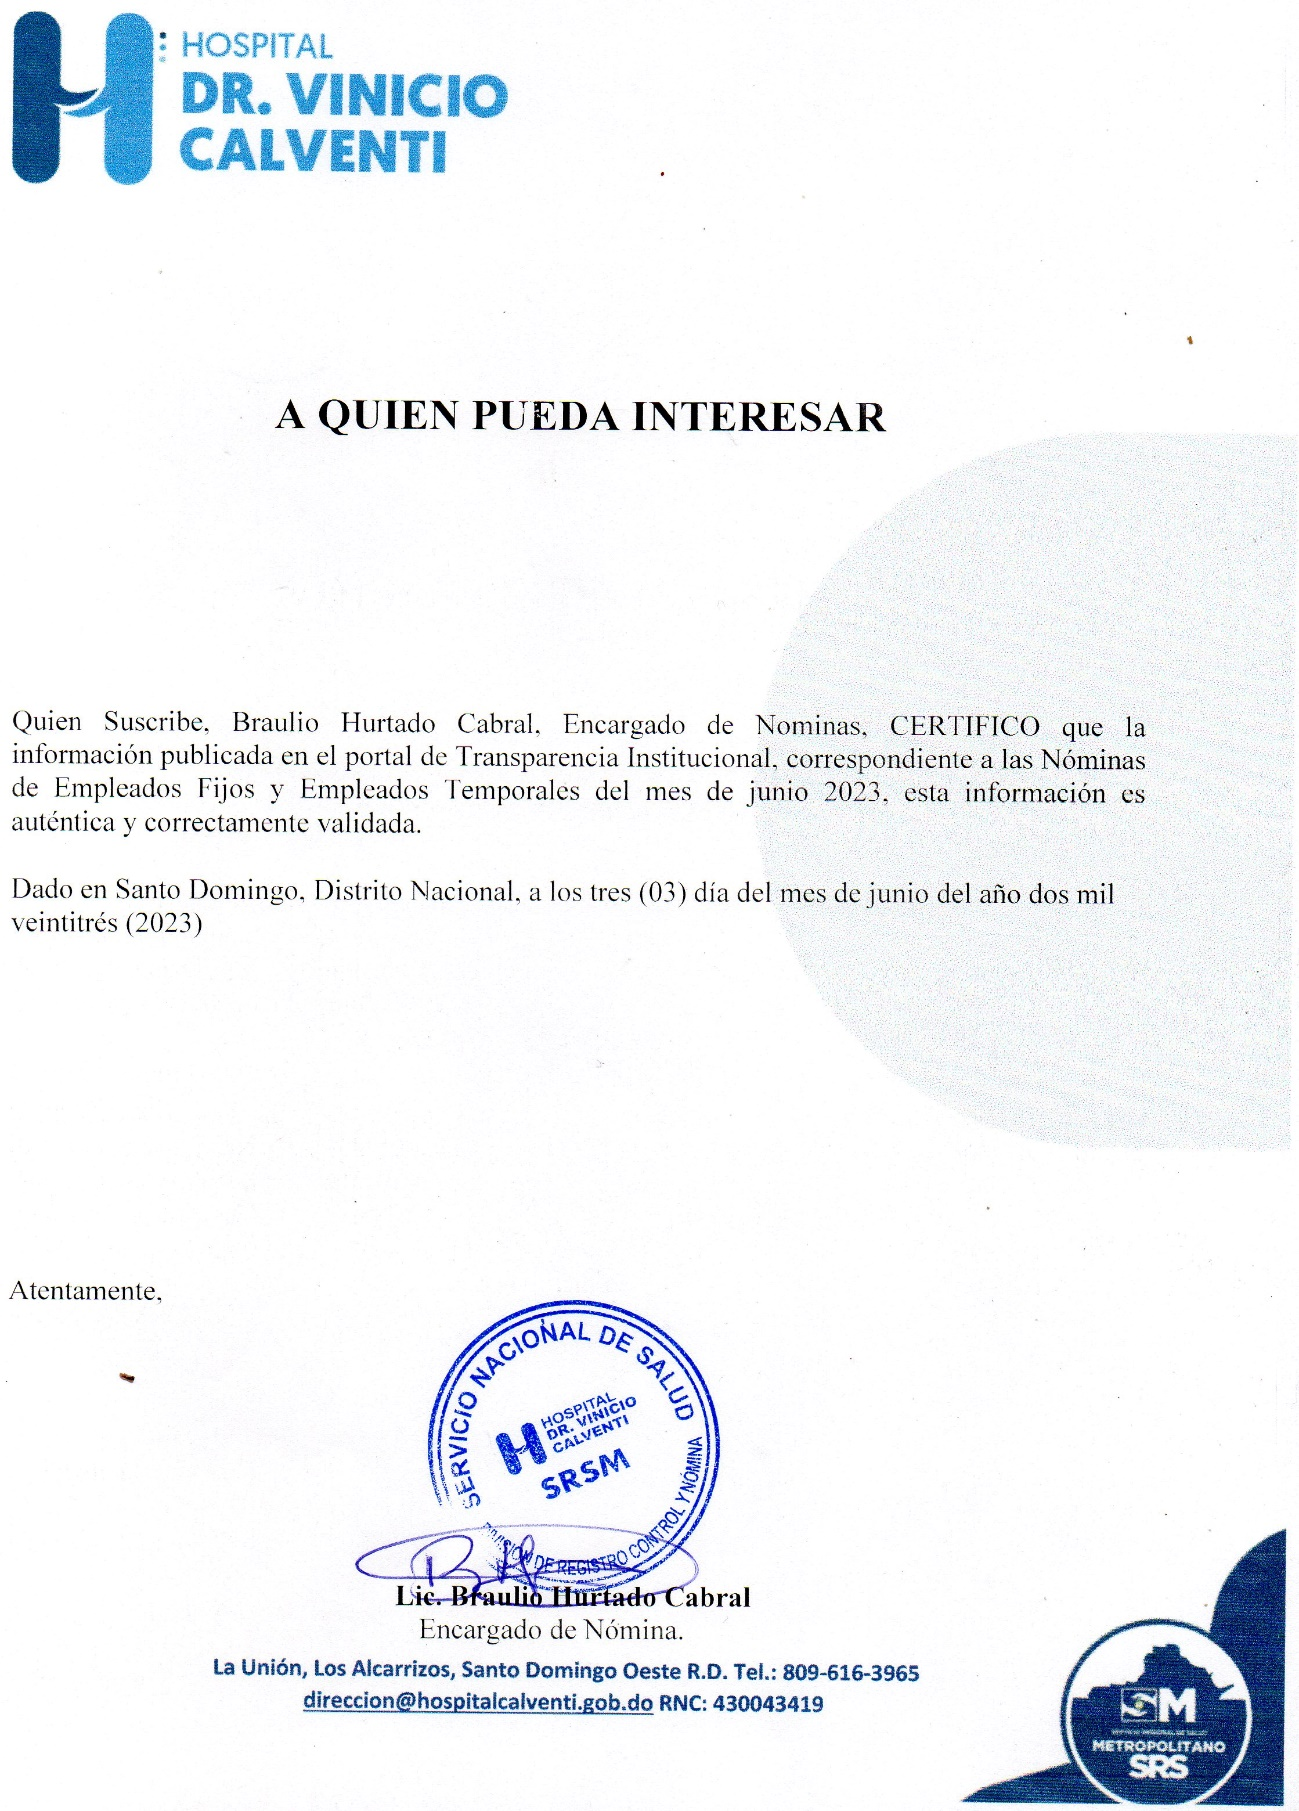 HOSPITAL
DR. VINICIO
CALVENTI
A QUIEN PUEDA INTERESAR
Quien Suscribe, Braulio Hurtado Cabral, Encargado de Nominas, CERTIFICO que la
información publicada en el portal de Transparencia Institucional, correspondiente a las Nóminas
de Empleados Fijos y Empleados Temporales del mes de junio 2023, esta información es
auténtica y correctamente validada.
Dado en Santo Domingo, Distrito Nacional, a los tres (03) día del mes de junio del año dos mil
veintitrés (2023)
Atentamente,
SERVICIO NACIONAL DE SALUD
HOSPITAL
DR. VINICIO
CALVENTI
SRSM
DIVISION DE REGISTRO CONTROL Y NÓMINA
Lic. Braulio Hurtado Cabral
Encargado de Nómina.
La Unión, Los Alcarrizos, Santo Domingo Oeste R.D. Tel.: 809-616-3965
direccion@hospitalcalventi.gob.do RNC: 430043419
SM
METROPOLITANO
SRS